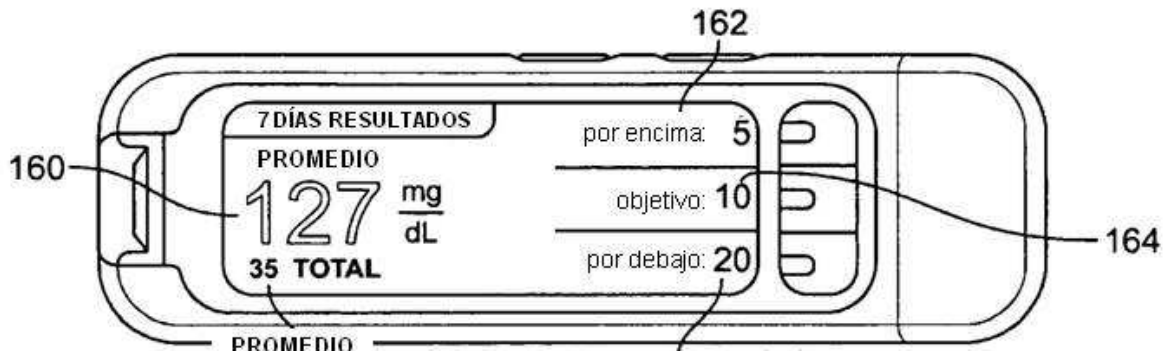 162
7 DÍAS RESULTADOS
por encima: 5
PROMEDIO
160
127 mg
dL
objetivo: 10
164
35 TOTAL
por debajo: 20
PROMEDIO